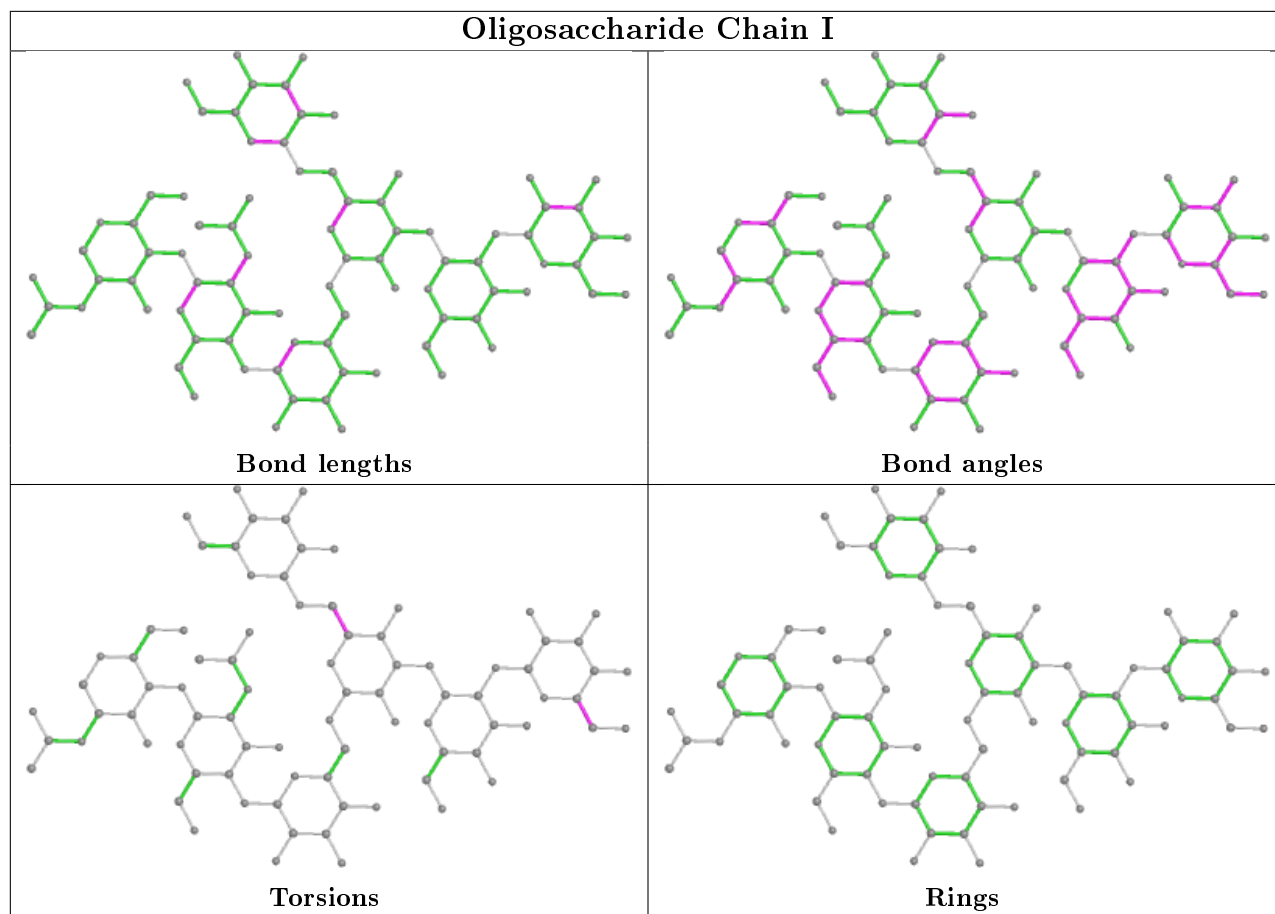 Oligosaccharide Chain I
Bond lengths
Bond angles
Torsions
Rings